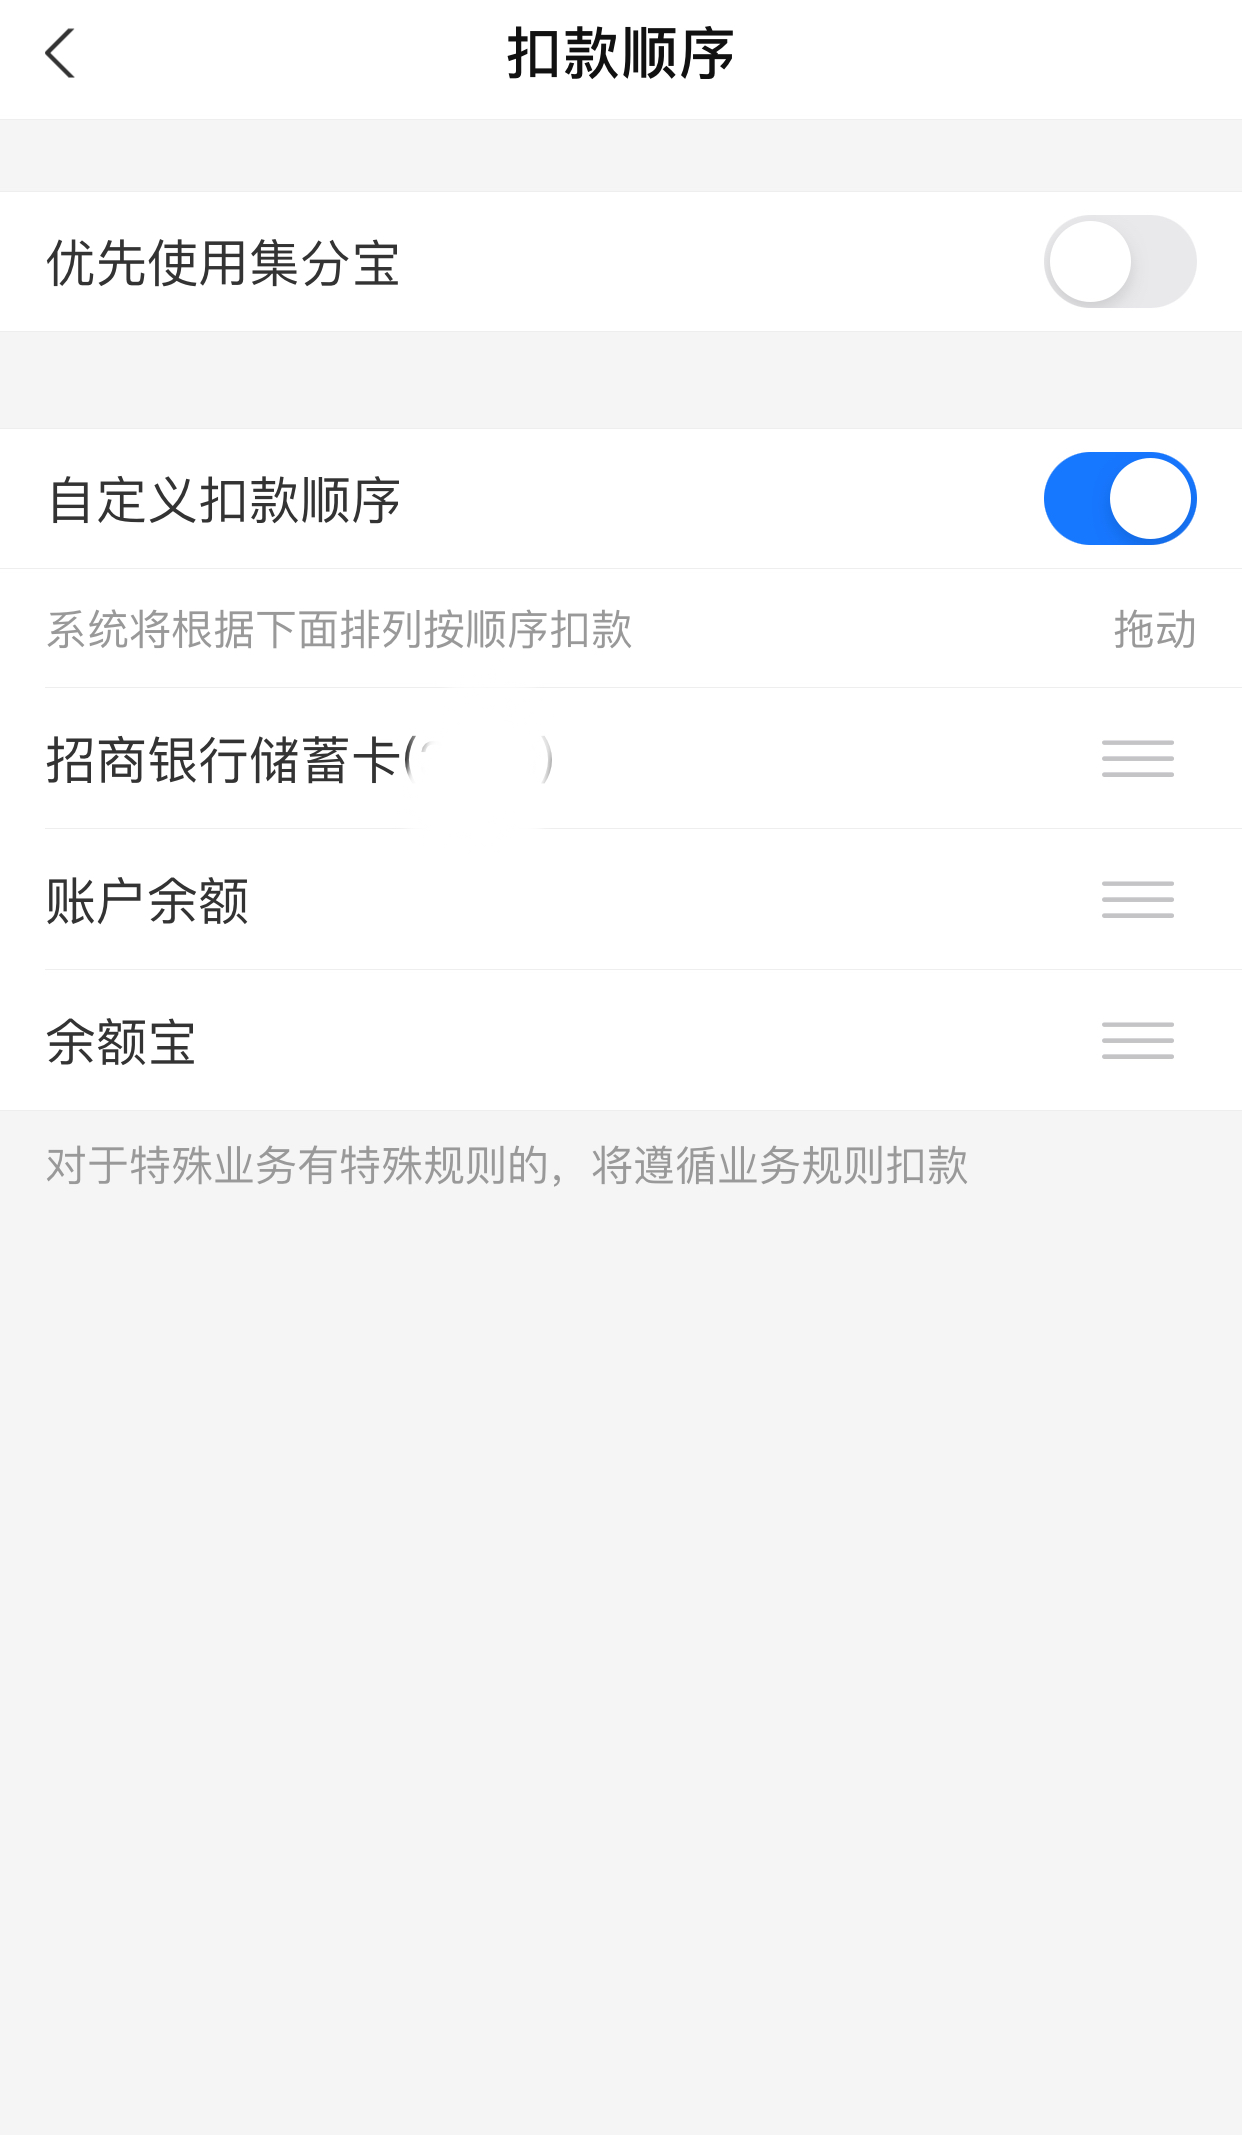 扣款顺序
优先使用集分宝
自定义扣款顺序
系统将根据下面排列按顺序扣款 拖动
招商银行储蓄卡( )
账户余额
余额宝
对于特殊业务有特殊规则的，将遵循业务规则扣款